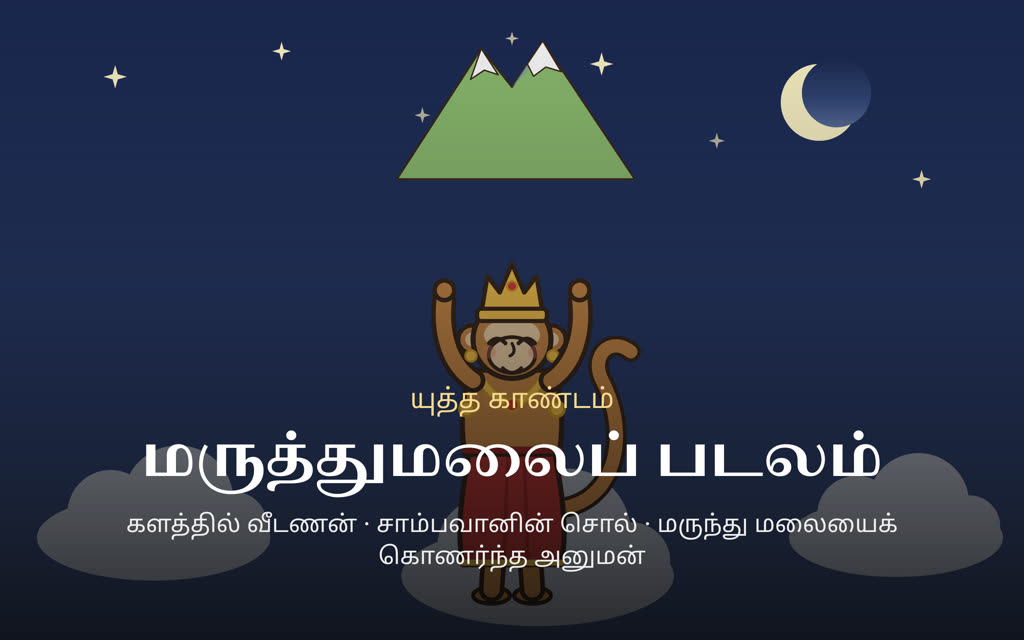 யுத்த காண்டம்
மருத்துமலைப் படலம்
களத்தில் வீடணன் · சாம்பவானின் சொல் · மருந்து மலையைக்
கொணர்ந்த அனுமன்